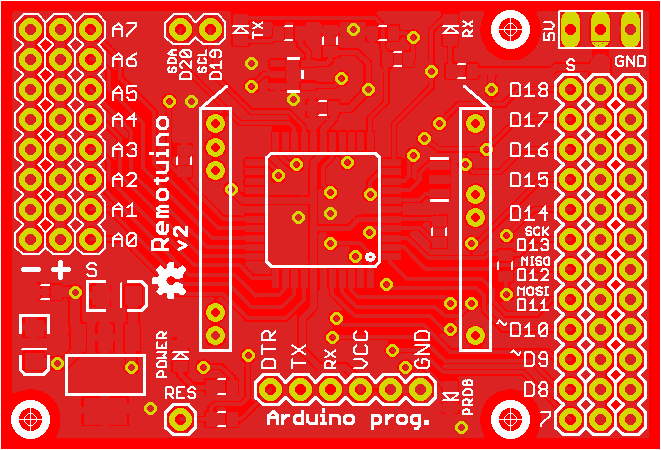 A7
A6
A5
A4
A3
A2
A1
A0
- +
S
SDA
D20
SCL
D19
TX
RX
5V
S
GND
D18
D17
D16
D15
D14
SCK
D13
MISO
D12
MOSI
D11
~D10
~D9
D8
7
Remotuino
v2
POWER
RES
DTR
TX
RX
VCC
GND
Arduino prog.
PRDB